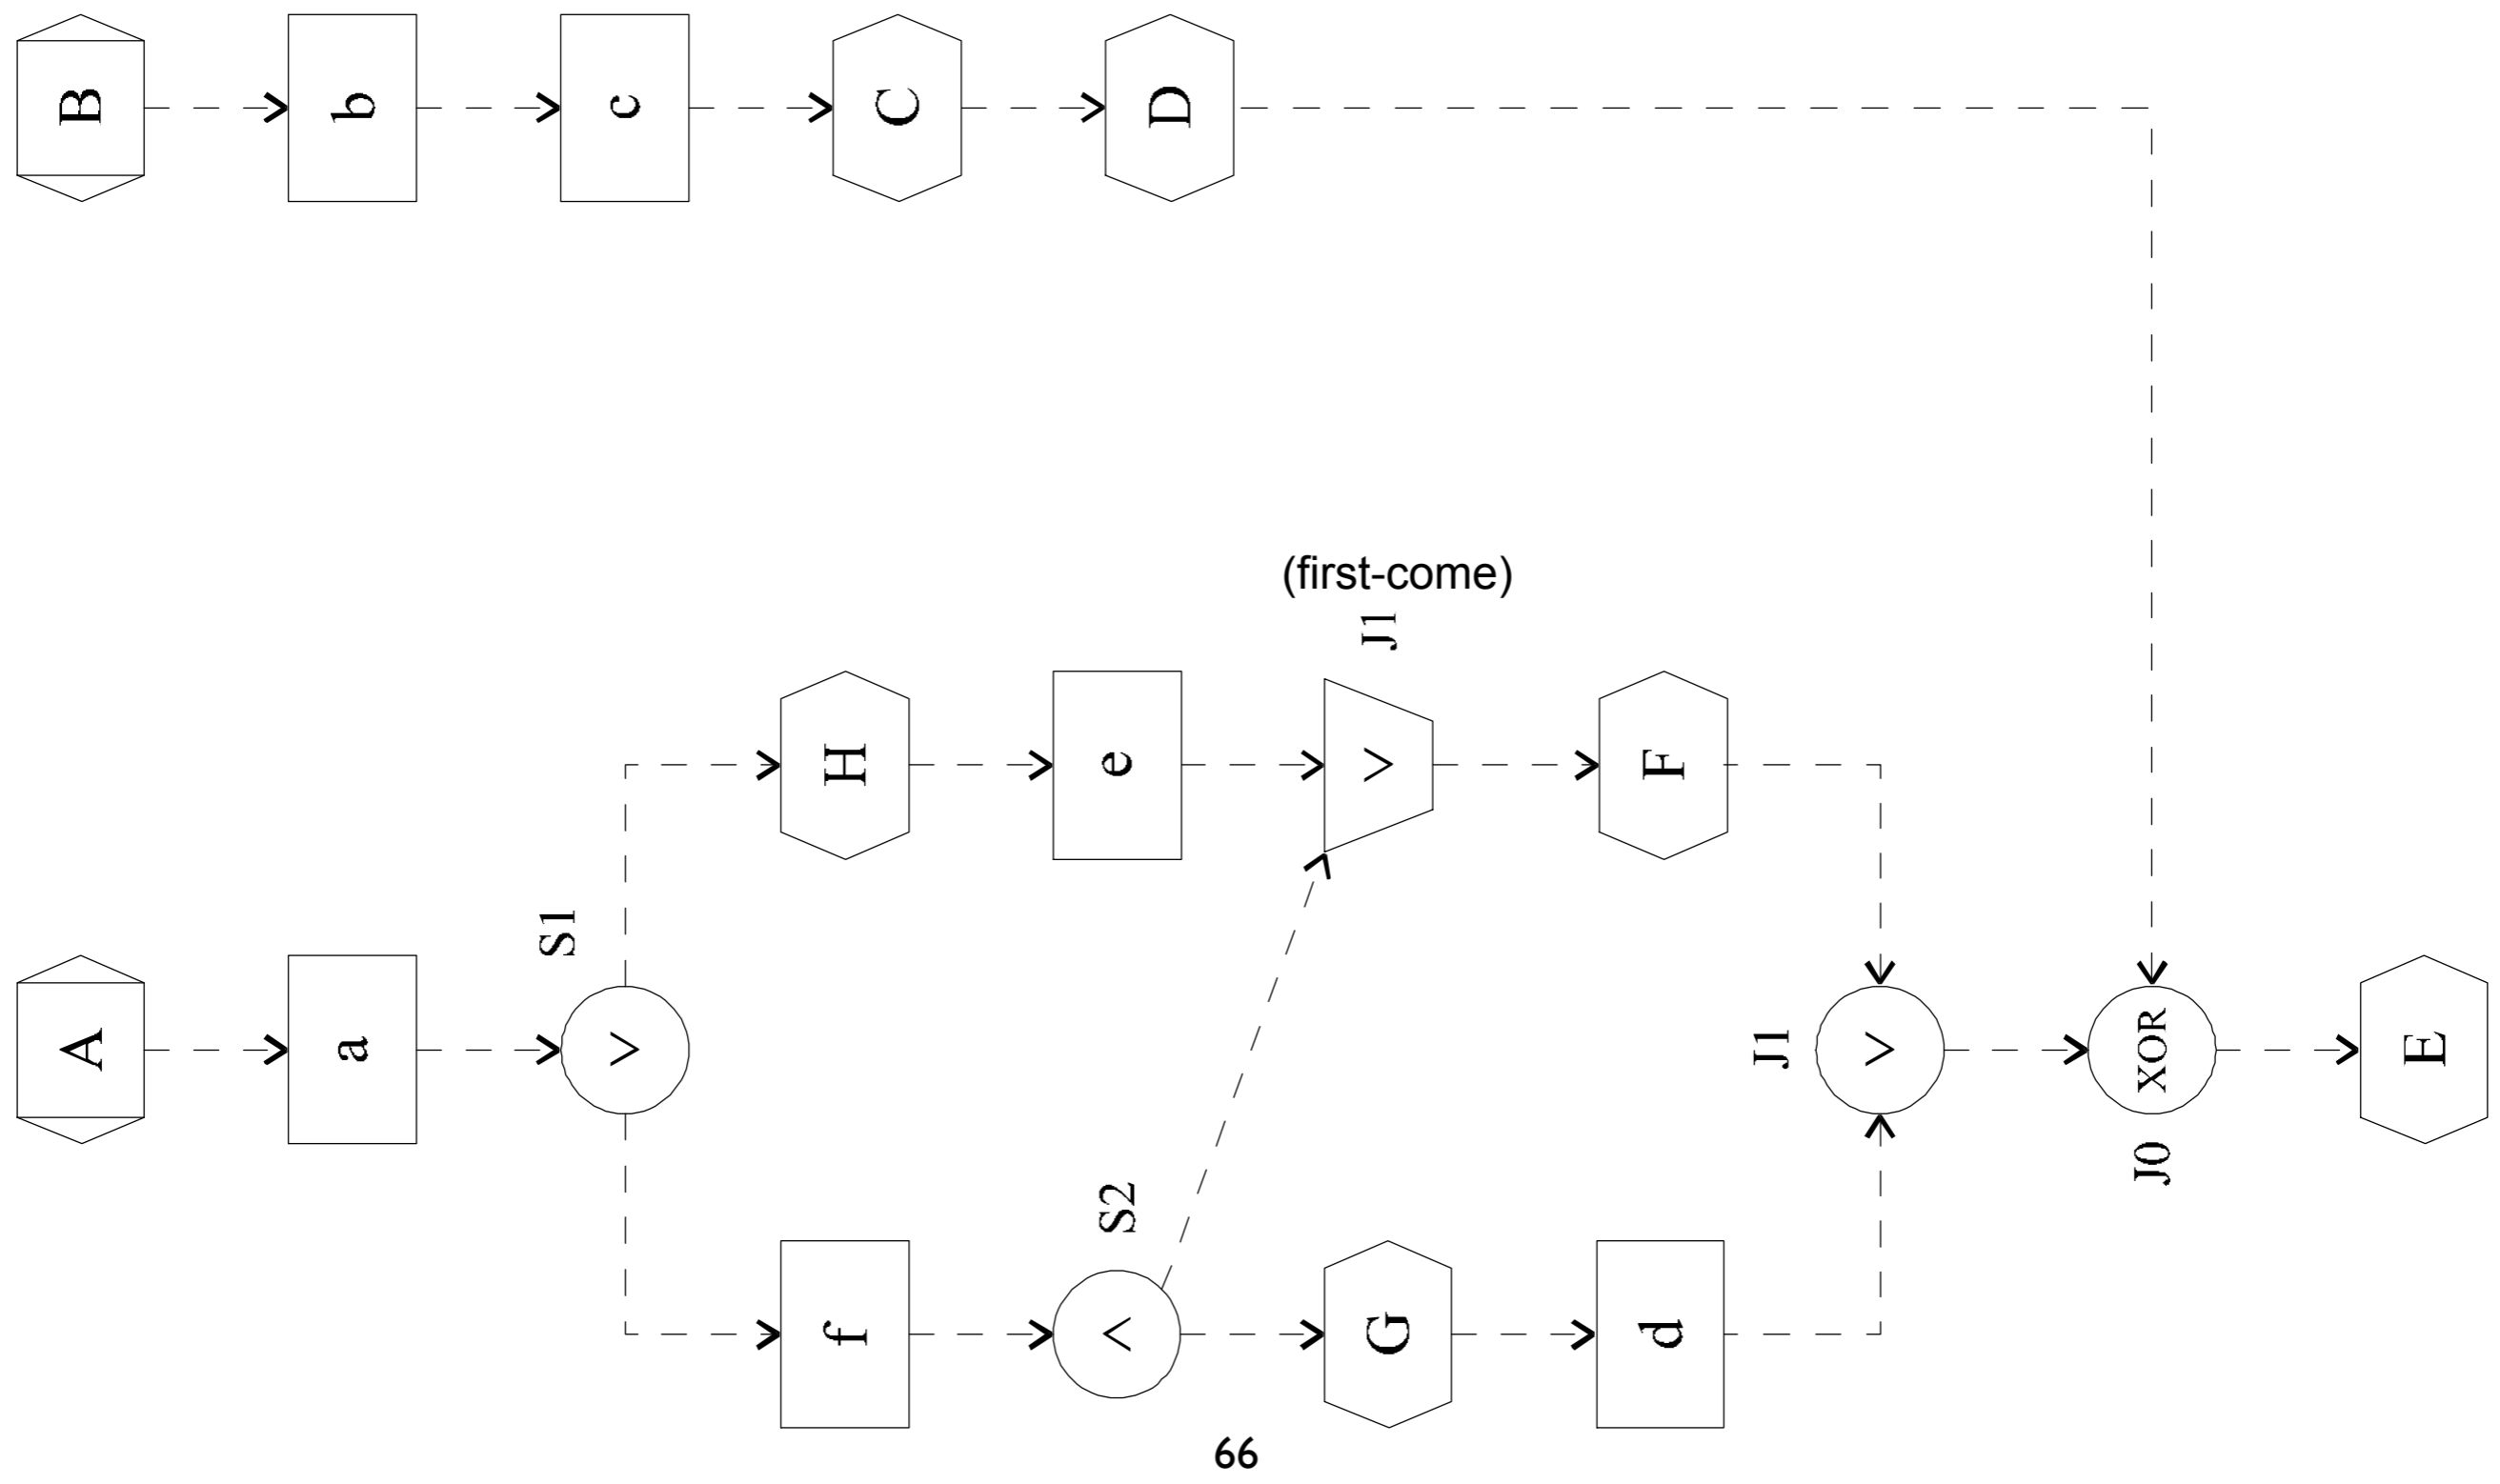 B
b
c
C
D
(first-come)
J1
H
e
∨
F
S1
A
a
∨
J1
∨
XOR
E
J0
S2
f
∧
G
d
66